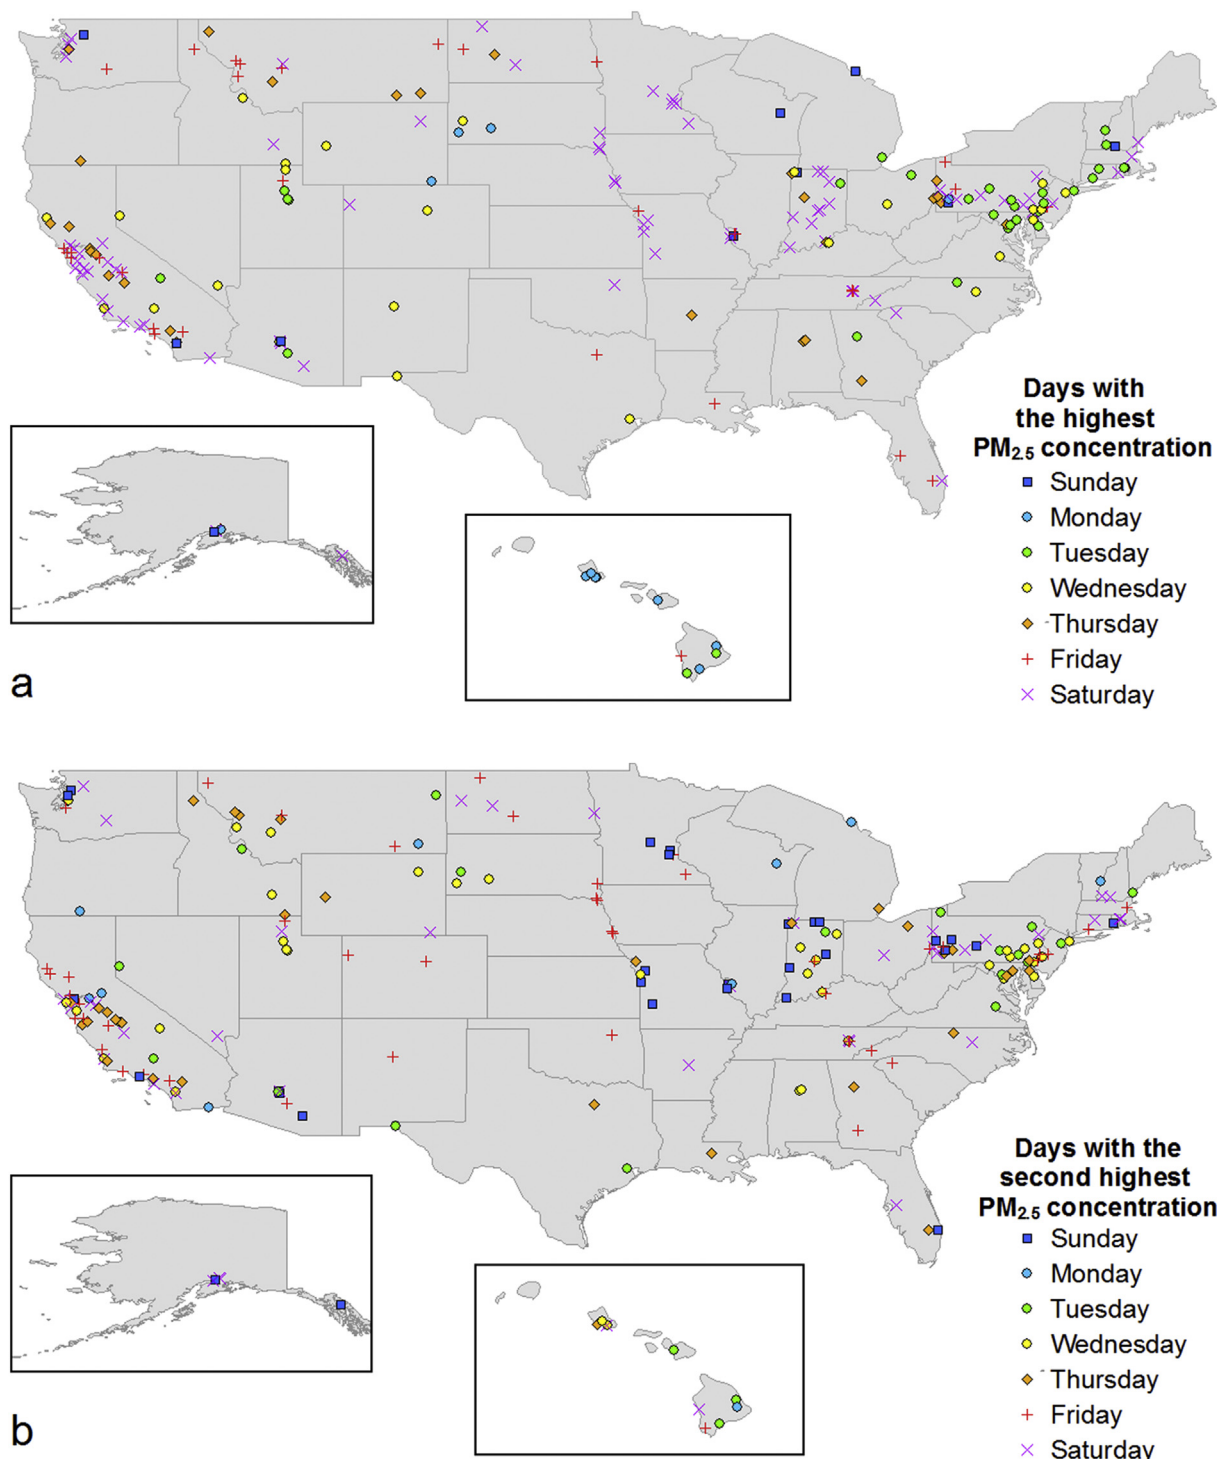 Days with
the highest
PM2.5 concentration
Sunday
Monday
Tuesday
Wednesday
Thursday
Friday
Saturday
a
Days with the
second highest
PM2.5 concentration
Sunday
Monday
Tuesday
Wednesday
Thursday
Friday
Saturday
b